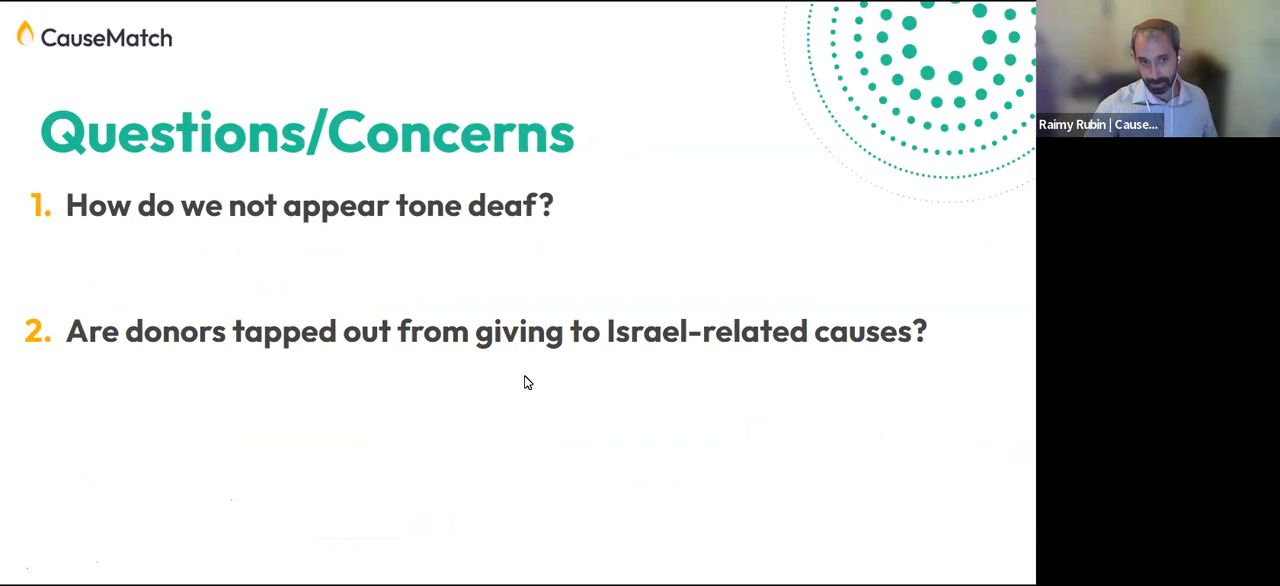 CauseMatch
Questions/Concerns
1. How do we not appear tone deaf?
2. Are donors tapped out from giving to Israel-related causes?
Raimy Rubin | Cause...